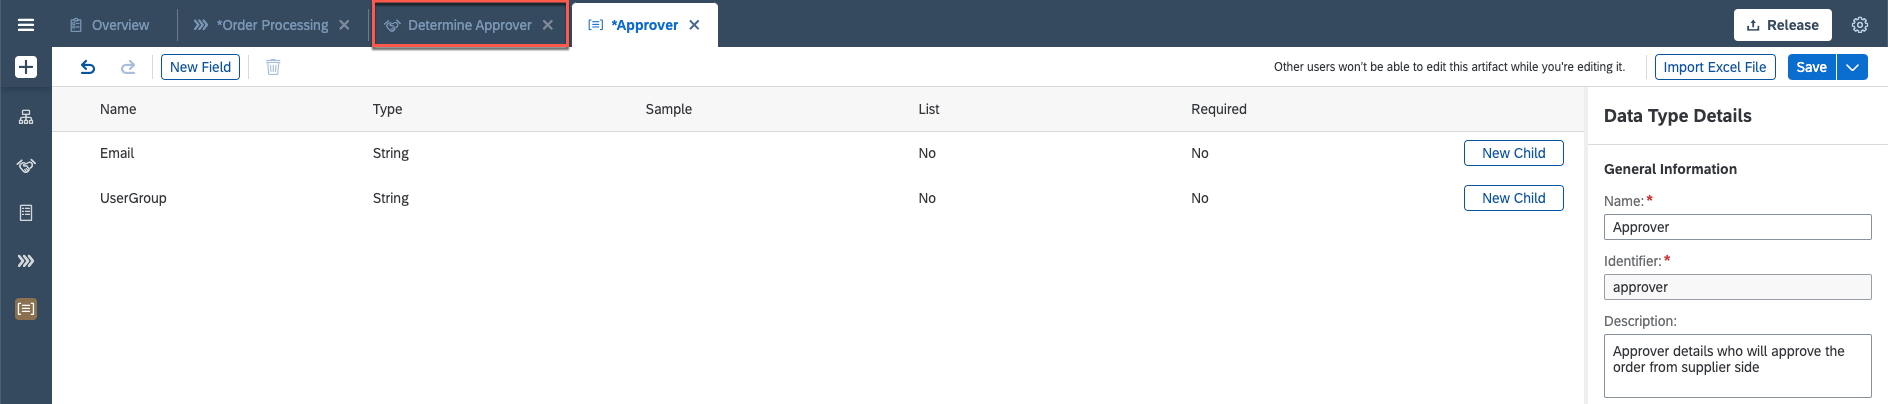 Overview
*Order Processing
Determine Approver
*Approver
Release
New Field
Other users won't be able to edit this artifact while you're editing it.
Import Excel File
Save
Name Type Sample List Required
Email String No No New Child
UserGroup String No No New Child
Data Type Details
General Information
Name: *
Approver
Identifier: *
approver
Description:
Approver details who will approve the
order from supplier side